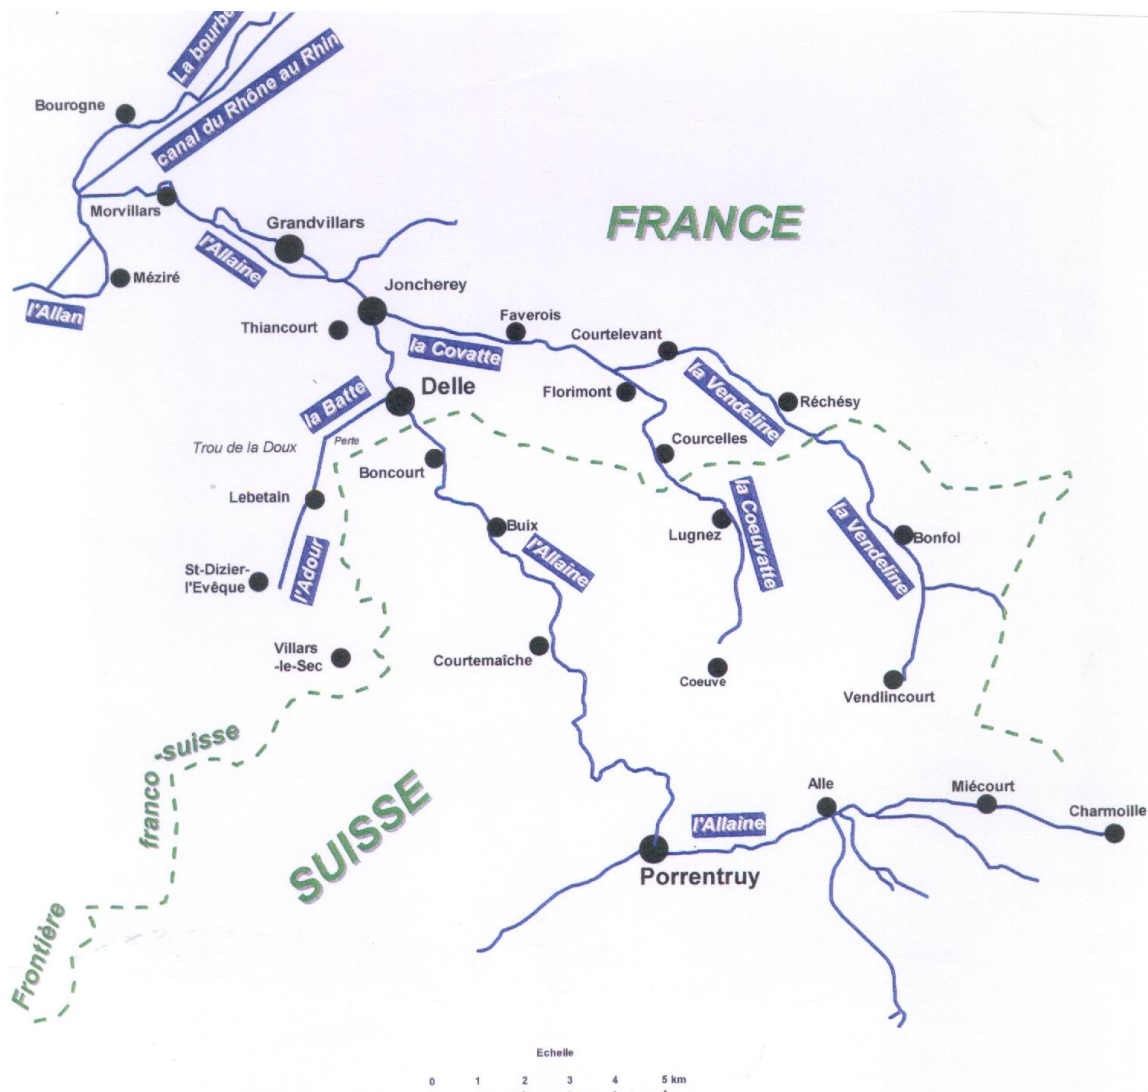 La bourbe
canal du Rhône au Rhin
Bourogne
Morvillars
Grandvillars
l'Allaine
Méziré
l'Allan
FRANCE
Joncherey
Thiancourt
Faverois
la Covatte
Courtelevant
la Batte
Delle
Florimont
la Vendeline
Réchésy
Trou de la Doux
Perte
Boncourt
Courcelles
Lebetain
Buix
l'Allaine
Lugnez
la Coeuvatte
la Vendeline
Bonfol
St-Dizier-
l'Evêque
l'Adour
Villars
-le-Sec
Courtemaîche
Coeuve
Vendlincourt
Frontière
franco
-suisse
SUISSE
Alle
Miécourt
Charmoille
l'Allaine
Porrentruy
Echelle
0 1 2 3 4 5 km